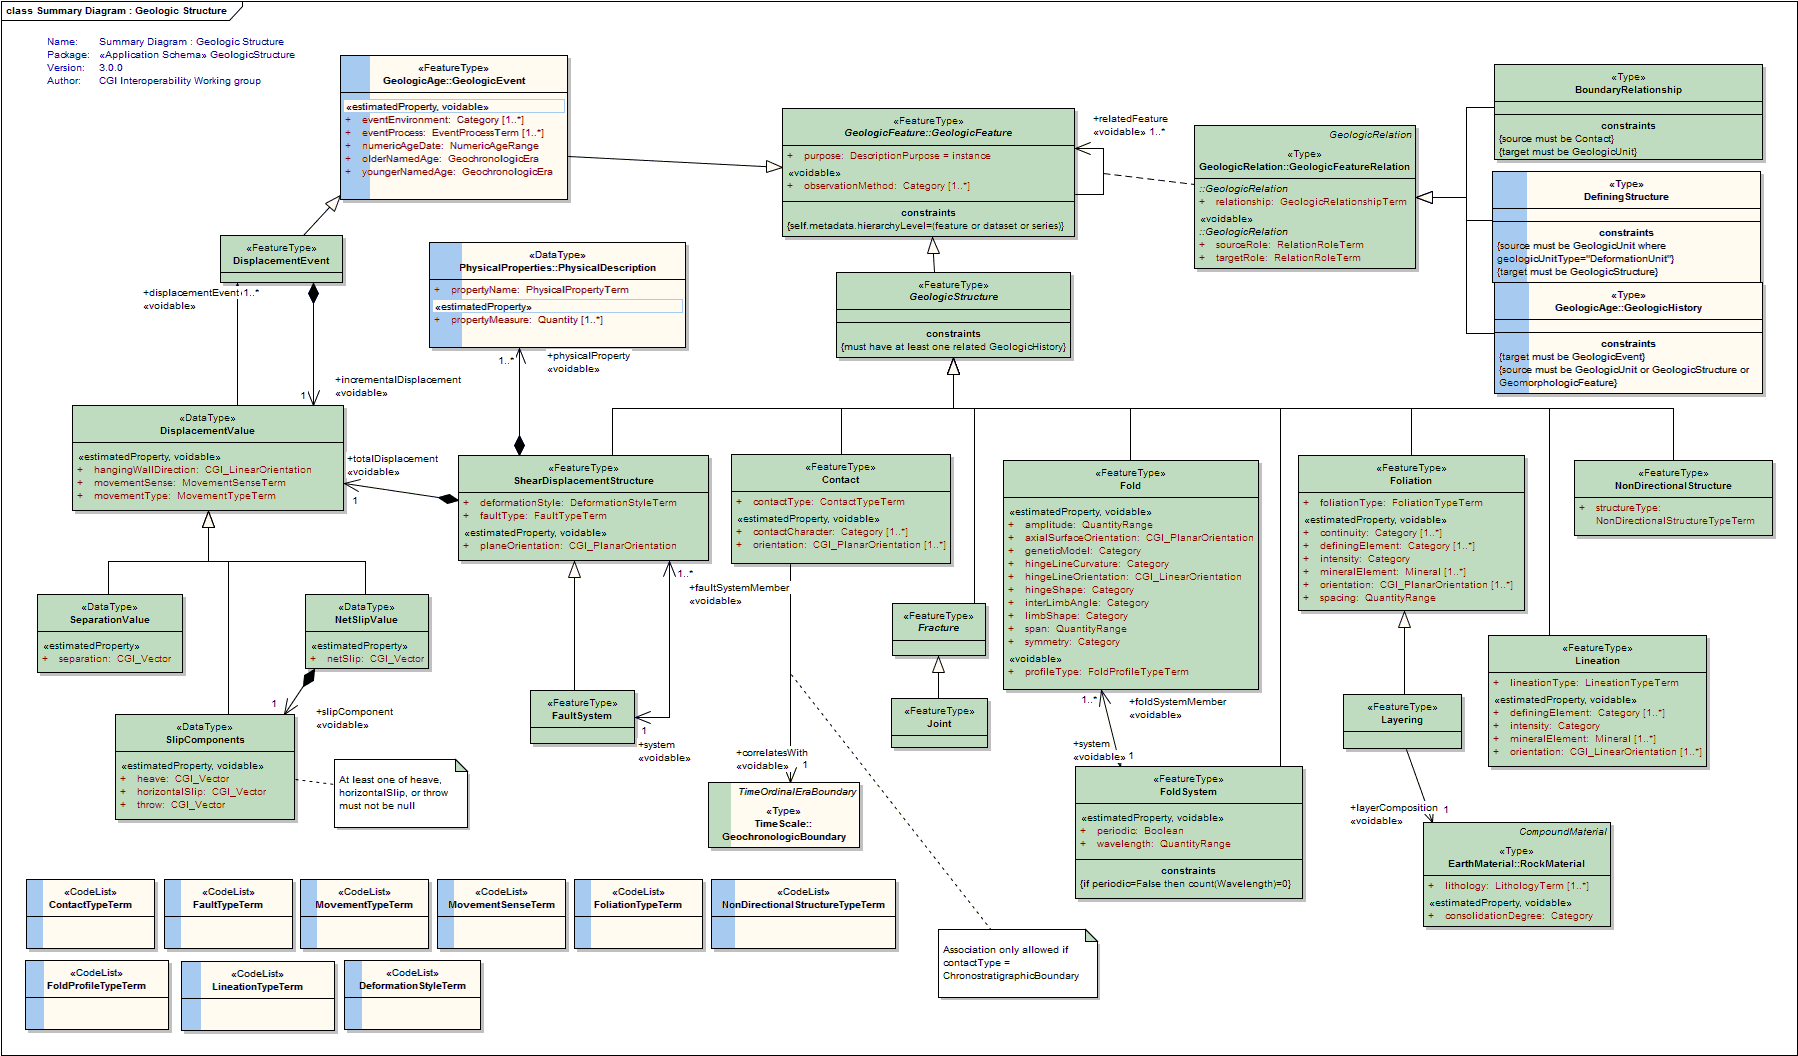 class Summary Diagram : Geologic Structure
Name: Summary Diagram : Geologic Structure
Package: «Application Schema» GeologicStructure
Version: 3.0.0
Author: CGI Interoperability Working group
«FeatureType»
GeologicAge::GeologicEvent
«estimatedProperty, voidable»
+ eventEnvironment: Category [1..*]
+ eventProcess: EventProcessTerm [1..*]
+ numericAgeDate: NumericAgeRange
+ olderNamedAge: GeochronologicEra
+ youngerNamedAge: GeochronologicEra
«FeatureType»
GeologicFeature::GeologicFeature
+ purpose: DescriptionPurpose = instance
«voidable»
+ observationMethod: Category [1..*]
constraints
{self.metadata.hierarchyLevel=(feature or dataset or series)}
+relatedFeature
«voidable» 1..*
GeologicRelation
«Type»
GeologicRelation::GeologicFeatureRelation
::GeologicRelation
+ relationship: GeologicRelationshipTerm
«voidable»
::GeologicRelation
+ sourceRole: RelationRoleTerm
+ targetRole: RelationRoleTerm
«Type»
BoundaryRelationship
constraints
{source must be Contact}
{target must be GeologicUnit}
«Type»
DefiningStructure
constraints
{source must be GeologicUnit where
geologicUnitType="DeformationUnit"}
{target must be GeologicStructure}
«Type»
GeologicAge::GeologicHistory
constraints
{target must be GeologicEvent}
{source must be GeologicUnit or GeologicStructure or
GeomorphologicFeature}
«FeatureType»
DisplacementEvent
+displacementEvent 1..*
«voidable»
«DataType»
PhysicalProperties::PhysicalDescription
+ propertyName: PhysicalPropertyTerm
«estimatedProperty»
+ propertyMeasure: Quantity [1..*]
«FeatureType»
GeologicStructure
constraints
{must have at least one related GeologicHistory}
1..*
+physicalProperty
«voidable»
+incrementalDisplacement
1 «voidable»
«DataType»
DisplacementValue
«estimatedProperty, voidable»
+ hangingWallDirection: CGI_LinearOrientation
+ movementSense: MovementSenseTerm
+ movementType: MovementTypeTerm
+totalDisplacement
«voidable»
1
«FeatureType»
ShearDisplacementStructure
+ deformationStyle: DeformationStyleTerm
+ faultType: FaultTypeTerm
«estimatedProperty, voidable»
+ planeOrientation: CGI_PlanarOrientation
«FeatureType»
Contact
+ contactType: ContactTypeTerm
«estimatedProperty, voidable»
+ contactCharacter: Category [1..*]
+ orientation: CGI_PlanarOrientation [1..*]
«FeatureType»
Fold
«estimatedProperty, voidable»
+ amplitude: QuantityRange
+ axialSurfaceOrientation: CGI_PlanarOrientation
+ geneticModel: Category
+ hingeLineCurvature: Category
+ hingeLineOrientation: CGI_LinearOrientation
+ hingeShape: Category
+ interLimbAngle: Category
+ limbShape: Category
+ span: QuantityRange
+ symmetry: Category
«voidable»
+ profileType: FoldProfileTypeTerm
«FeatureType»
Foliation
+ foliationType: FoliationTypeTerm
«estimatedProperty, voidable»
+ continuity: Category [1..*]
+ definingElement: Category [1..*]
+ intensity: Category
+ mineralElement: Mineral [1..*]
+ orientation: CGI_PlanarOrientation [1..*]
+ spacing: QuantityRange
«FeatureType»
NonDirectionalStructure
+ structureType:
NonDirectionalStructureTypeTerm
1..*
+faultSystemMember
«voidable»
«DataType»
SeparationValue
«estimatedProperty»
+ separation: CGI_Vector
«DataType»
NetSlipValue
«estimatedProperty»
+ netSlip: CGI_Vector
«FeatureType»
Fracture
«FeatureType»
Lineation
+ lineationType: LineationTypeTerm
«estimatedProperty, voidable»
+ definingElement: Category [1..*]
+ intensity: Category
+ mineralElement: Mineral [1..*]
+ orientation: CGI_LinearOrientation [1..*]
1
+slipComponent
«voidable»
«FeatureType»
FaultSystem
1
+system
«voidable»
«FeatureType»
Joint
1..*
+foldSystemMember
«voidable»
«FeatureType»
Layering
«DataType»
SlipComponents
«estimatedProperty, voidable»
+ heave: CGI_Vector
+ horizontalSlip: CGI_Vector
+ throw: CGI_Vector
At least one of heave,
horizontalSlip, or throw
must not be null
+correlatesWith
«voidable» 1
+system
«voidable» 1
TimeOrdinalEraBoundary
«Type»
TimeScale::
GeochronologicBoundary
«FeatureType»
FoldSystem
«estimatedProperty, voidable»
+ periodic: Boolean
+ wavelength: QuantityRange
constraints
{if periodic=False then count(Wavelength)=0}
+layerComposition 1
«voidable»
CompoundMaterial
«Type»
EarthMaterial::RockMaterial
+ lithology: LithologyTerm [1..*]
«estimatedProperty, voidable»
+ consolidationDegree: Category
«CodeList»
ContactTypeTerm
«CodeList»
FaultTypeTerm
«CodeList»
MovementTypeTerm
«CodeList»
MovementSenseTerm
«CodeList»
FoliationTypeTerm
«CodeList»
NonDirectionalStructureTypeTerm
Association only allowed if
contactType =
ChronostratigraphicBoundary
«CodeList»
FoldProfileTypeTerm
«CodeList»
LineationTypeTerm
«CodeList»
DeformationStyleTerm